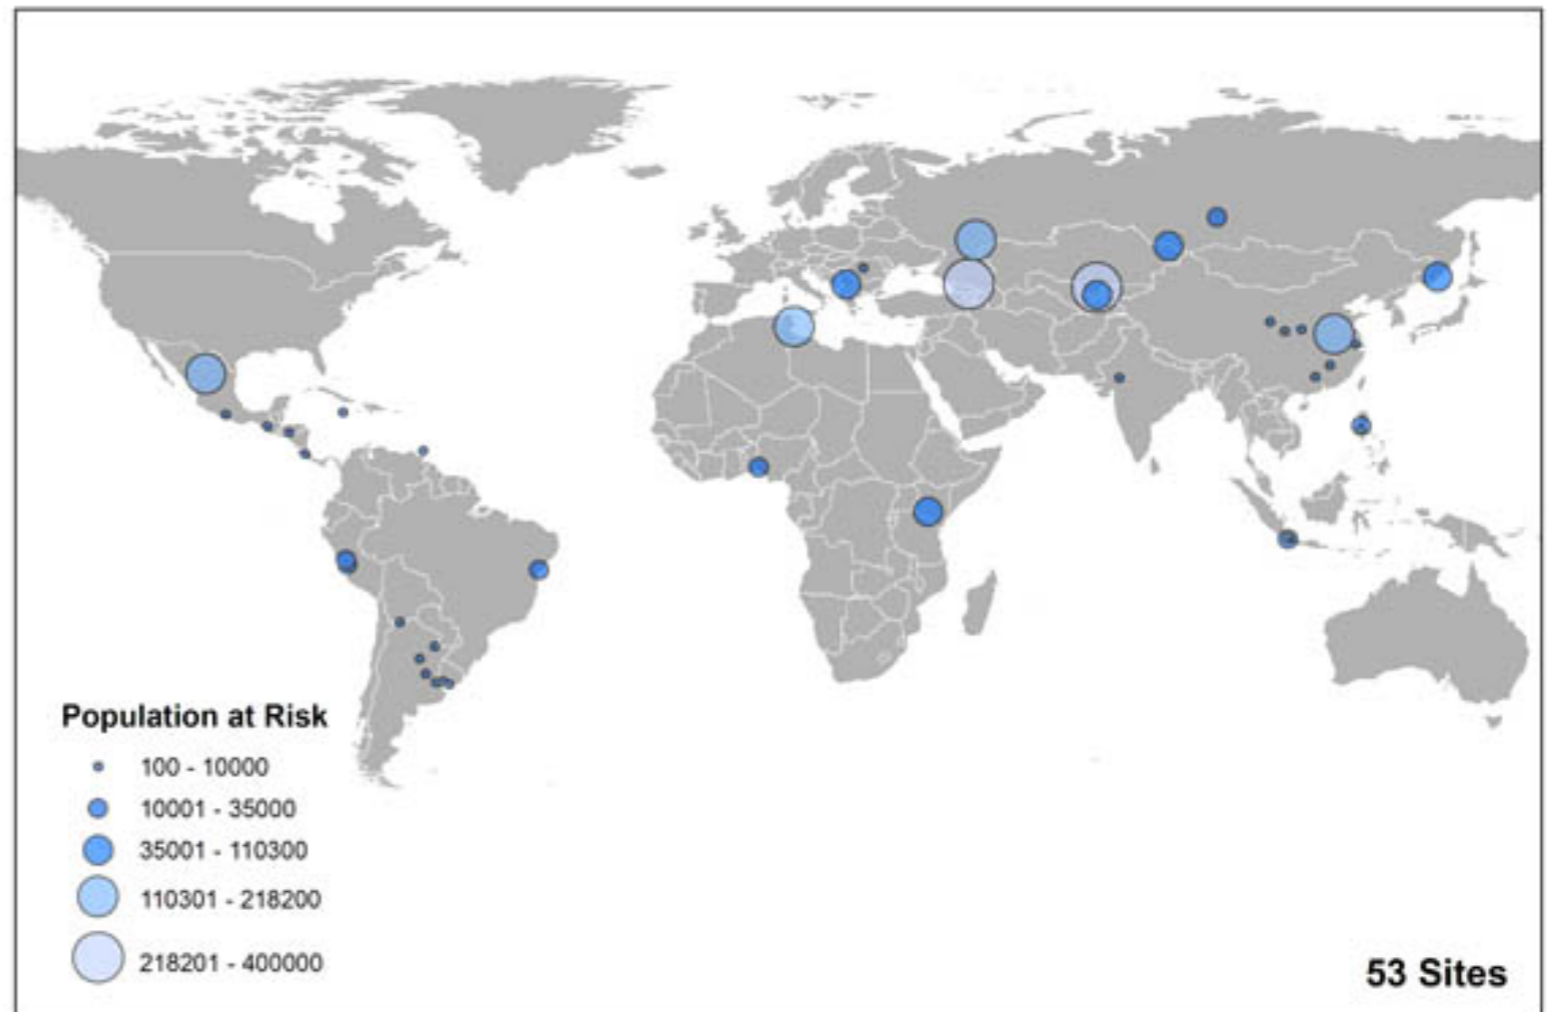 Population at Risk
100 - 10000
10001 - 35000
35001 - 110300
110301 - 218200
218201 - 400000
53 Sites